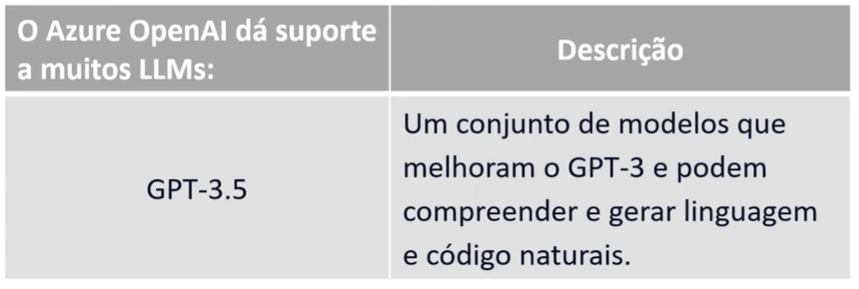 O Azure OpenAI dá suporte
a muitos LLMs:
Descrição
GPT-3.5
Um conjunto de modelos que
melhoram o GPT-3 e podem
compreender e gerar linguagem
e código naturais.